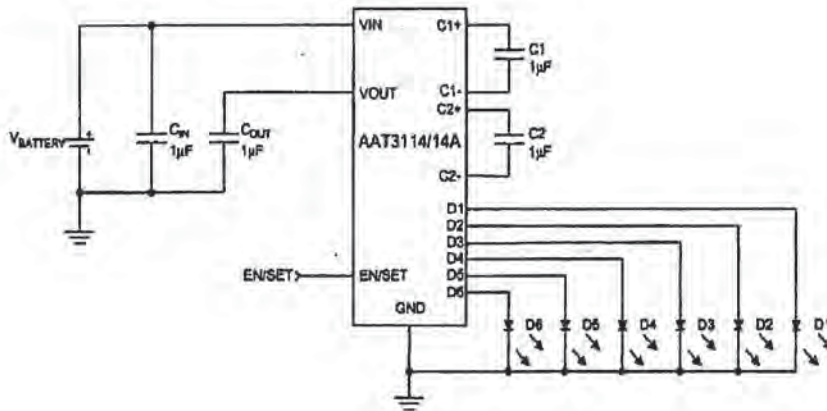 VIN
C1+
C1
1μF
C1-
VOUT
C2+
C2
1μF
C2-
AAT3114/14A
VBATTERY
+
-
CIN
1μF
COUT
1μF
D1
D2
D3
D4
D5
D6
EN/SET
EN/SET
GND
D6
D5
D4
D3
D2
D1